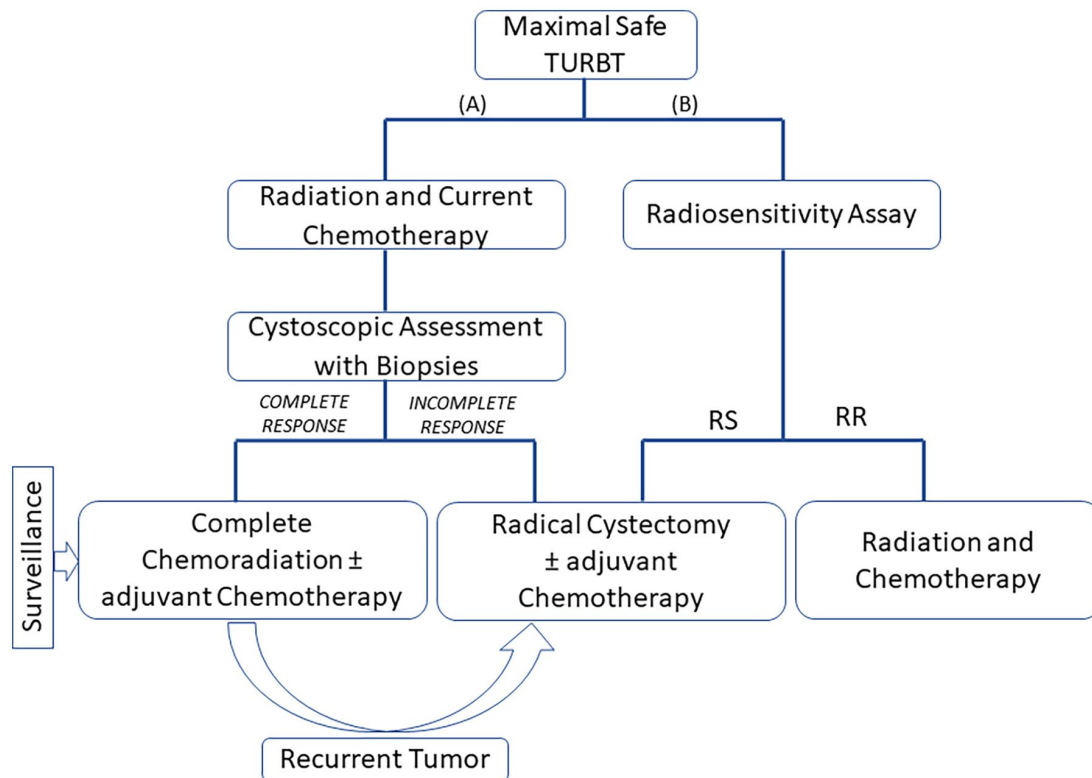 Maximal Safe
TURBT
(A)
(B)
Radiation and Current
Chemotherapy
Radiosensitivity Assay
Cystoscopic Assessment
with Biopsies
COMPLETE
RESPONSE
INCOMPLETE
RESPONSE
RS
RR
Surveillance
Complete
Chemoradiation ±
adjuvant Chemotherapy
Radical Cystectomy
± adjuvant
Chemotherapy
Radiation and
Chemotherapy
Recurrent Tumor